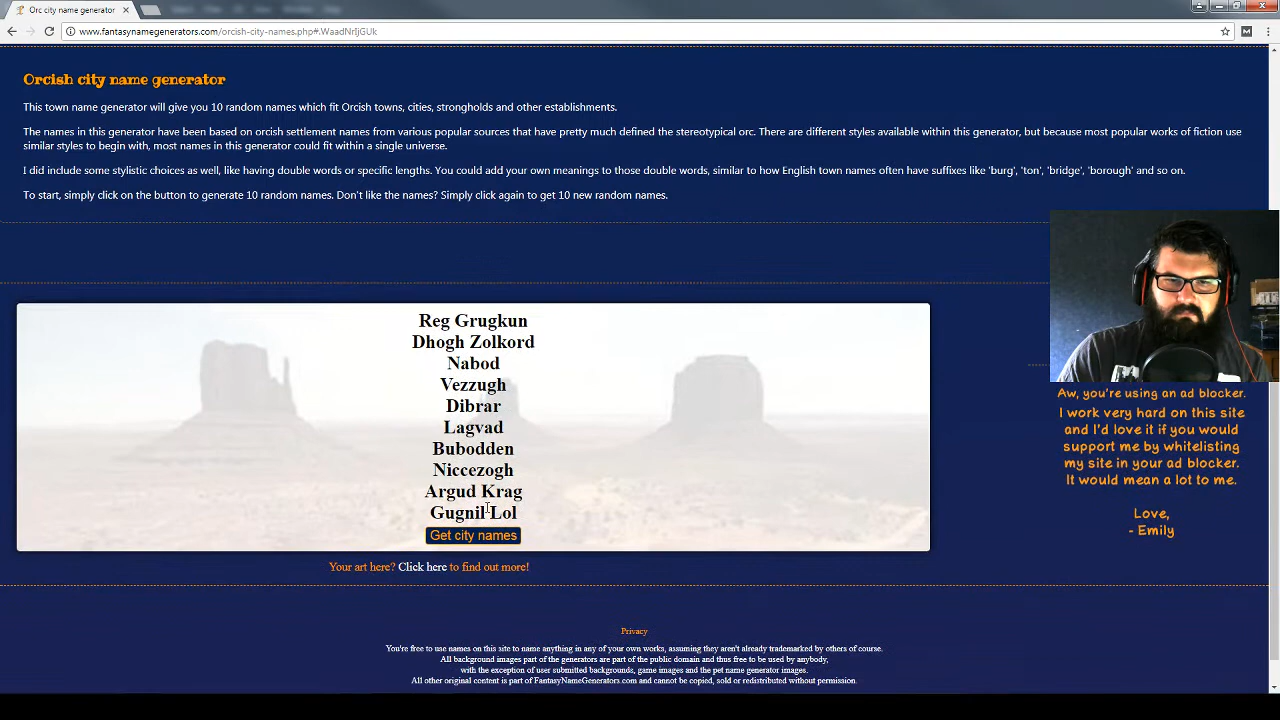 Orc city name generator
www.fantasynamegenerators.com/orcish-city-names.php#.WaadNrIjGUk
Orcish city name generator
This town name generator will give you 10 random names which fit Orcish towns, cities, strongholds and other establishments.
The names in this generator have been based on orcish settlement names from various popular sources that have pretty much defined the stereotypical orc. There are different styles available within this generator, but because most popular works of fiction use
similar styles to begin with, most names in this generator could fit within a single universe.
I did include some stylistic choices as well, like having double words or specific lengths. You could add your own meanings to those double words, similar to how English town names often have suffixes like 'burg', 'ton', 'bridge', 'borough' and so on.
To start, simply click on the button to generate 10 random names. Don't like the names? Simply click again to get 10 new random names.
Reg Grugkun
Dhogh Zolkord
Nabod
Vezzugh
Dibrar
Lagvad
Bubodden
Niccezogh
Argud Krag
Gugnil Lol
Get city names
Your art here? Click here to find out more!
Aw, you're using an ad blocker.
I work very hard on this site
and I'd love it if you would
support me by whitelisting
my site in your ad blocker.
It would mean a lot to me.
Love,
- Emily
Privacy
You're free to use names on this site to name anything in any of your own works, assuming they aren't already trademarked by others of course.
All background images part of the generators are part of the public domain and thus free to be used by anybody,
with the exception of user submitted backgrounds, game images and the pet name generator images.
All other original content is part of FantasyNameGenerators.com and cannot be copied, sold or redistributed without permission.